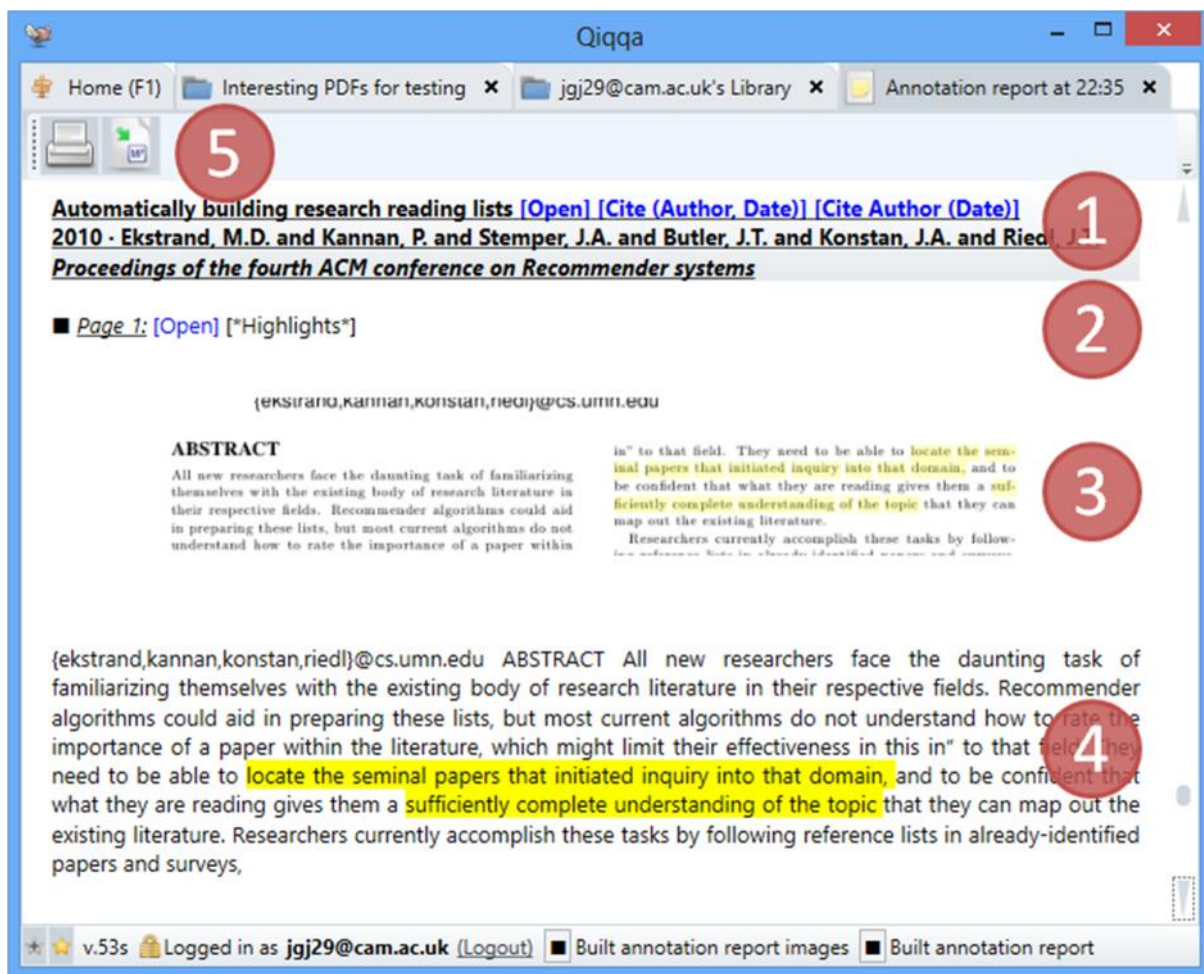 Qiqqa
Home (F1) Interesting PDFs for testing jgj29@cam.ac.uk's Library Annotation report at 22:35
5
Automatically building research reading lists [Open] [Cite (Author, Date)] [Cite Author (Date)]
1
2010 - Ekstrand, M.D. and Kannan, P. and Stemper, J.A. and Butler, J.T. and Konstan, J.A. and Riedl, J.T.
Proceedings of the fourth ACM conference on Recommender systems
■ Page 1: [Open] [*Highlights*]
2
{ekstrand,kannan,konstan,riedl}@cs.umn.edu
ABSTRACT
All new researchers face the daunting task of familiarizing
themselves with the existing body of research literature in
their respective fields. Recommender algorithms could aid
in preparing these lists, but most current algorithms do not
understand how to rate the importance of a paper within
in" to that field. They need to be able to locate the sem-
inal papers that initiated inquiry into that domain, and to
be confident that what they are reading gives them a suf-
ficiently complete understanding of the topic that they can
map out the existing literature.
Researchers currently accomplish these tasks by follow-
ing reference lists in already identified papers and surveys
3
{ekstrand,kannan,konstan,riedl}@cs.umn.edu ABSTRACT All new researchers face the daunting task of
familiarizing themselves with the existing body of research literature in their respective fields. Recommender
algorithms could aid in preparing these lists, but most current algorithms do not understand how to rate the
importance of a paper within the literature, which might limit their effectiveness in this in" to that field. They
4
need to be able to locate the seminal papers that initiated inquiry into that domain, and to be confident that
what they are reading gives them a sufficiently complete understanding of the topic that they can map out the
existing literature. Researchers currently accomplish these tasks by following reference lists in already-identified
papers and surveys,
v.53s Logged in as jgj29@cam.ac.uk (Logout) ■ Built annotation report images ■ Built annotation report